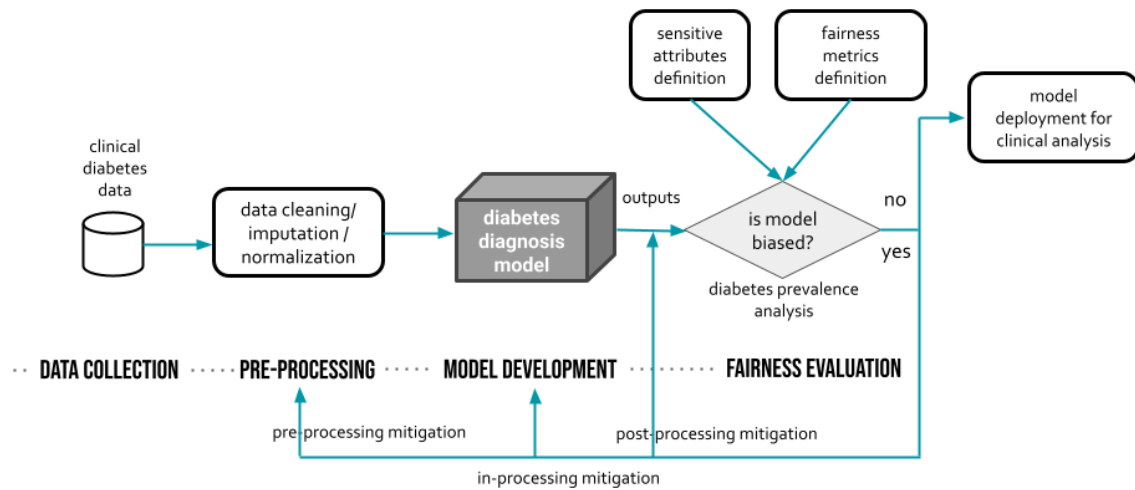 sensitive
attributes
definition
fairness
metrics
definition
model
deployment for
clinical analysis
clinical
diabetes
data
data cleaning/
imputation /
normalization
diabetes
diagnosis
model
outputs
is model
biased?
no
yes
diabetes prevalence
analysis
DATA COLLECTION
PRE-PROCESSING
MODEL DEVELOPMENT
FAIRNESS EVALUATION
pre-processing mitigation
post-processing mitigation
in-processing mitigation